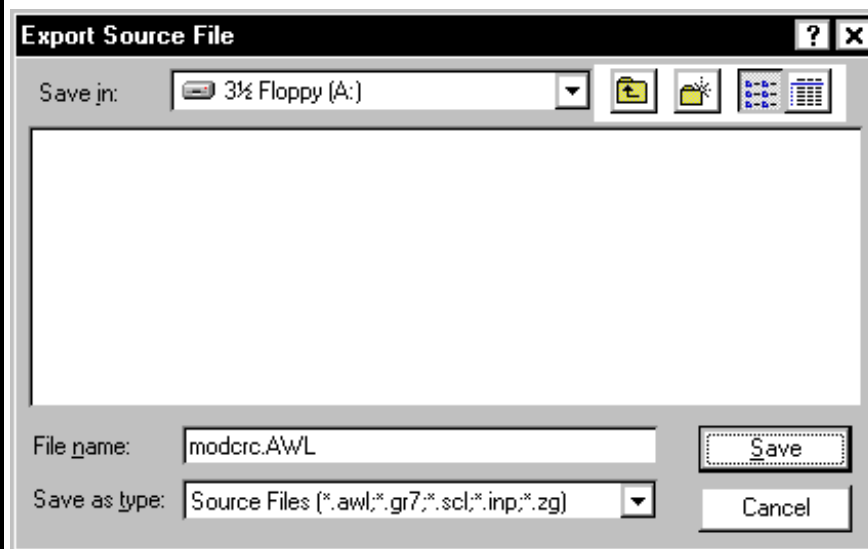 Export Source File
Save in: 3½ Floppy (A:)
File name: modcrc.AWL
Save
Save as type: Source Files (*.awl;*.gr7;*.scl;*.inp;*.zg)
Cancel